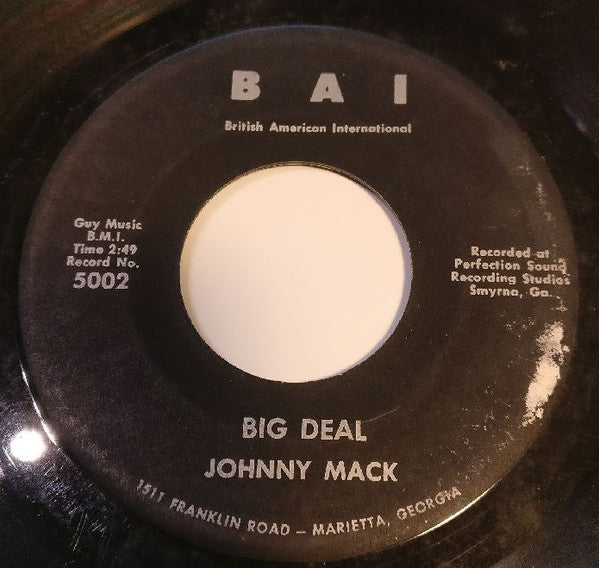 BAI
British American International
Guy Music
B.M.I.
Time 2:49
Record No.
5002
Recorded at
Perfection Sound
Recording Studios
Smyrna, Ga.
BIG DEAL
JOHNNY MACK
1511 FRANKLIN ROAD – MARIETTA, GEORGIA